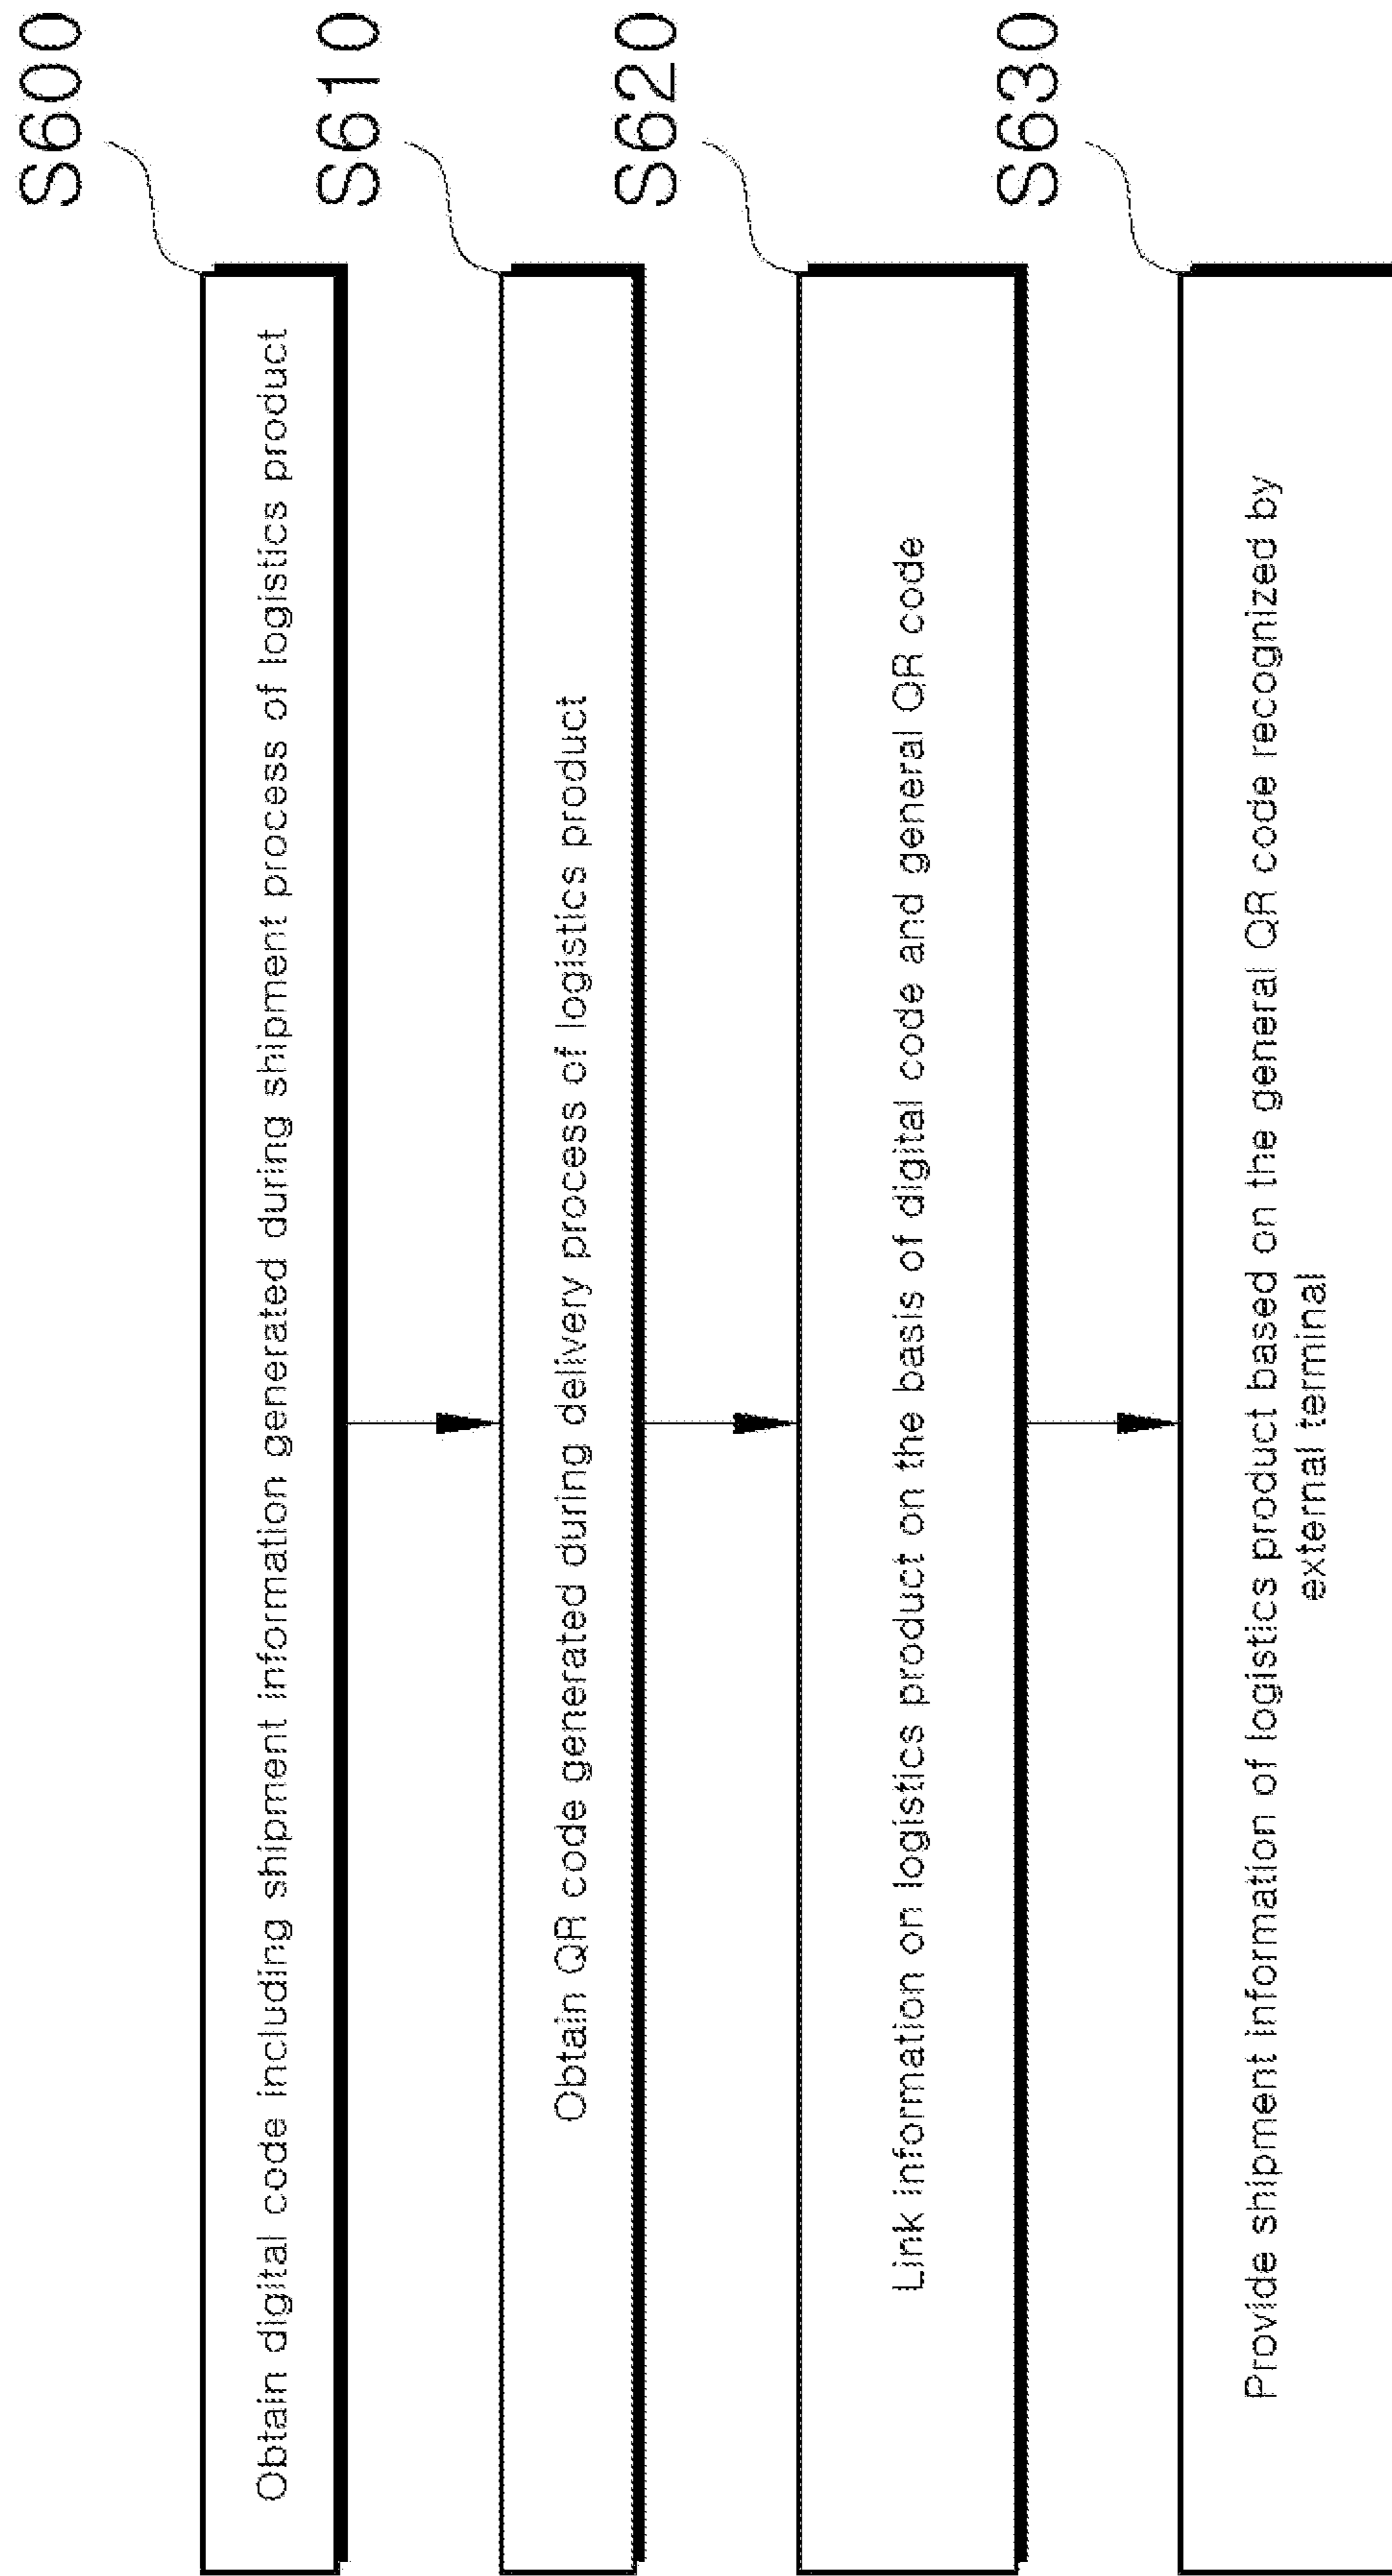 S600
Obtain digital code including shipment information generated during shipment process of logistics product
S610
Obtain QR code generated during delivery process of logistics product
S620
Link information on logistics product on the basis of digital code and general QR code
S630
Provide shipment information of logistics product based on the general QR code recognized by
external terminal